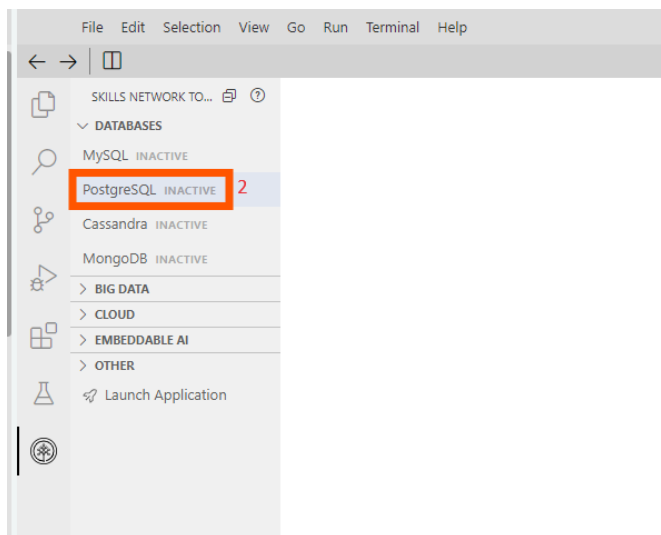 File Edit Selection View Go Run Terminal Help
SKILLS NETWORK TO...
DATABASES
MySQL INACTIVE
PostgreSQL INACTIVE 2
Cassandra INACTIVE
MongoDB INACTIVE
BIG DATA
CLOUD
EMBEDDABLE AI
OTHER
Launch Application